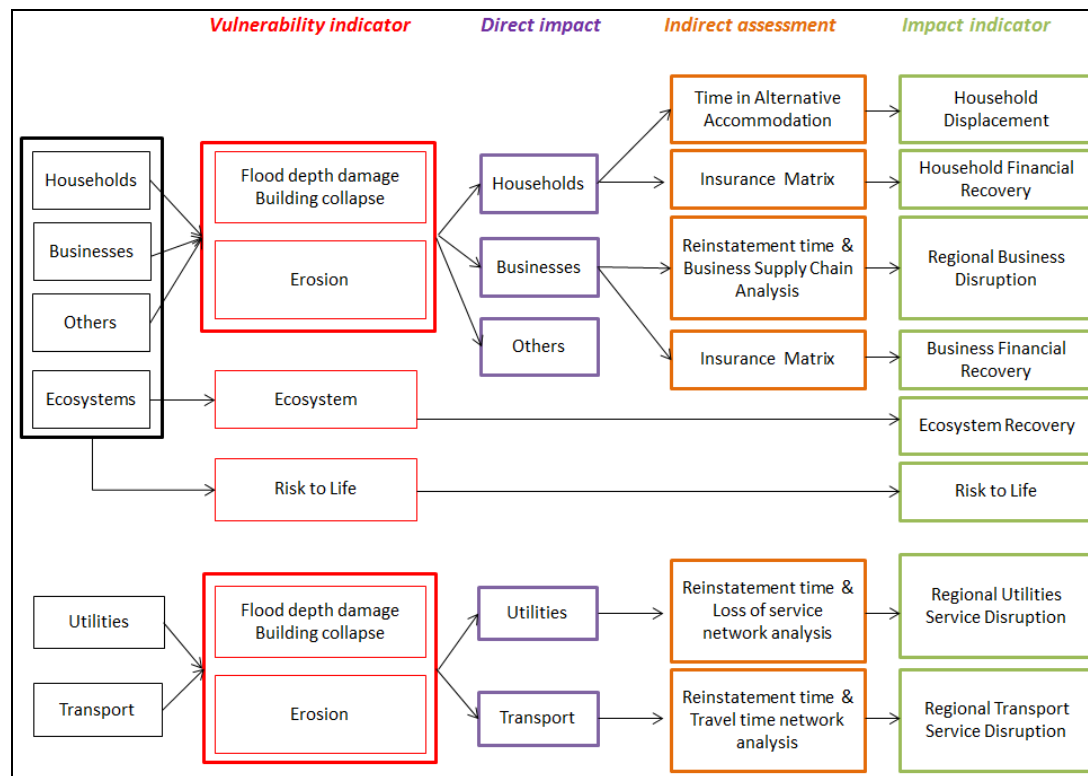 Vulnerability indicator
Direct impact
Indirect assessment
Impact indicator
Households
Businesses
Others
Ecosystems
Flood depth damage
Building collapse
Erosion
Ecosystem
Risk to Life
Households
Businesses
Others
Time in Alternative
Accommodation
Insurance Matrix
Reinstatement time &
Business Supply Chain
Analysis
Insurance Matrix
Household
Displacement
Household Financial
Recovery
Regional Business
Disruption
Business Financial
Recovery
Ecosystem Recovery
Risk to Life
Utilities
Transport
Flood depth damage
Building collapse
Erosion
Utilities
Transport
Reinstatement time &
Loss of service
network analysis
Reinstatement time &
Travel time network
analysis
Regional Utilities
Service Disruption
Regional Transport
Service Disruption